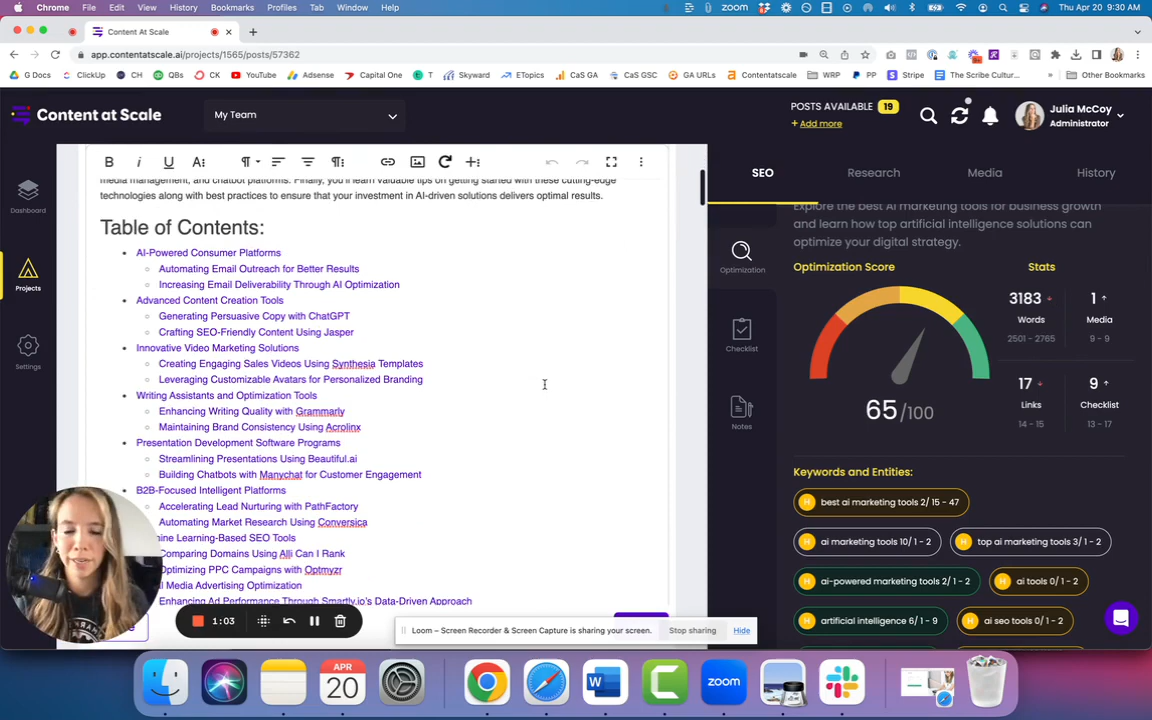 Chrome File Edit View History Bookmarks Profiles Tab Window Help
zoom
Thu Apr 20 9:30 AM
Content At Scale
app.contentatscale.ai/projects/1565/posts/57362
G Docs ClickUp CH QBs CK YouTube Adsense Capital One T Skyward ETopics CaS GA CaS GSC GA URLs Contentatscale WRP PP Stripe The Scribe Cultur... » Other Bookmarks
Content at Scale
My Team
POSTS AVAILABLE 19
+ Add more
Julia McCoy
Administrator
Dashboard
Projects
Settings
media management, and chatbot platforms. Finally, you'll learn valuable tips on getting started with these cutting-edge
technologies along with best practices to ensure that your investment in AI-driven solutions delivers optimal results.
Table of Contents:
AI-Powered Consumer Platforms
Automating Email Outreach for Better Results
Increasing Email Deliverability Through AI Optimization
Advanced Content Creation Tools
Generating Persuasive Copy with ChatGPT
Crafting SEO-Friendly Content Using Jasper
Innovative Video Marketing Solutions
Creating Engaging Sales Videos Using Synthesia Templates
Leveraging Customizable Avatars for Personalized Branding
Writing Assistants and Optimization Tools
Enhancing Writing Quality with Grammarly
Maintaining Brand Consistency Using Acrolinx
Presentation Development Software Programs
Streamlining Presentations Using Beautiful.ai
Building Chatbots with Manychat for Customer Engagement
B2B-Focused Intelligent Platforms
Accelerating Lead Nurturing with PathFactory
Automating Market Research Using Conversica
hine Learning-Based SEO Tools
Comparing Domains Using Alli Can I Rank
Optimizing PPC Campaigns with Optmyzr
l Media Advertising Optimization
Enhancing Ad Performance Through Smartly.io's Data-Driven Approach
SEO Research Media History
Optimization
Checklist
Notes
Explore the best AI marketing tools for business growth
and learn how top artificial intelligence solutions can
optimize your digital strategy.
Optimization Score
65/100
Stats
3183
Words
2501 - 2765
1
Media
9 - 9
17
Links
14 - 15
9
Checklist
13 - 17
Keywords and Entities:
H best ai marketing tools 2/ 15 - 47
H ai marketing tools 10/ 1 - 2
H top ai marketing tools 3/ 1 - 2
H ai-powered marketing tools 2/ 1 - 2
H ai tools 0/ 1 - 2
H artificial intelligence 6/ 1 - 9
H ai seo tools 0/ 1 - 2
1:03
Loom – Screen Recorder & Screen Capture is sharing your screen. Stop sharing Hide
APR
20
W
zoom